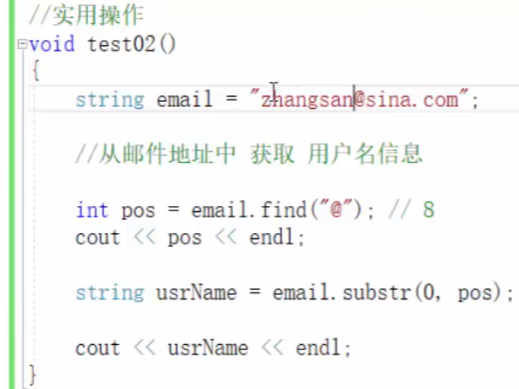 //实用操作
void test02()
{
string email = "zhangsan@sina.com";
//从邮件地址中 获取 用户名信息
int pos = email.find("@"); // 8
cout << pos << endl;
string usrName = email.substr(0, pos);
cout << usrName << endl;
}